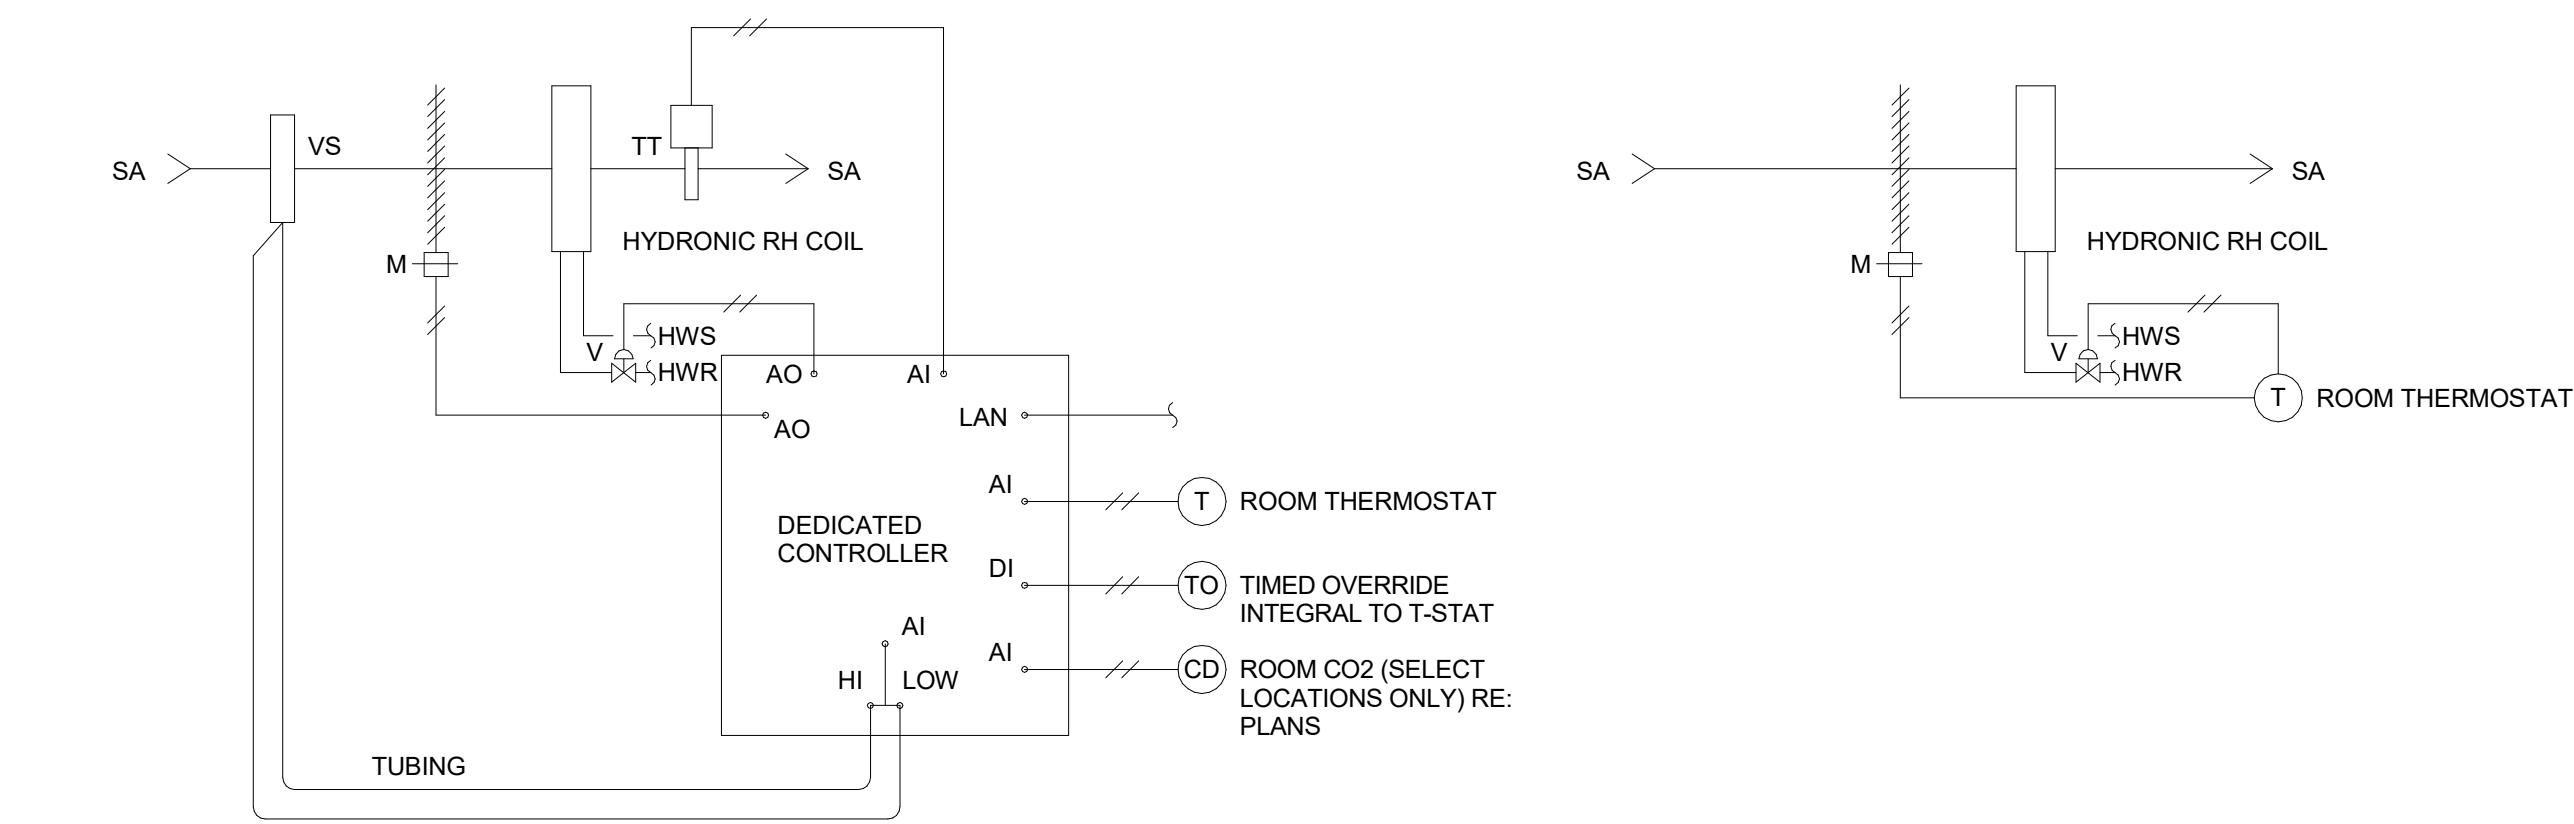 SA
VS
TT
SA
HYDRONIC RH COIL
M
HWS
V
HWR
AO
AI
AO
LAN
AI
T
ROOM THERMOSTAT
DEDICATED
CONTROLLER
DI
TO
TIMED OVERRIDE
INTEGRAL TO T-STAT
AI
HI
LOW
AI
CD
ROOM CO2 (SELECT
LOCATIONS ONLY) RE:
PLANS
TUBING
SA
SA
HYDRONIC RH COIL
M
HWS
V
HWR
T
ROOM THERMOSTAT